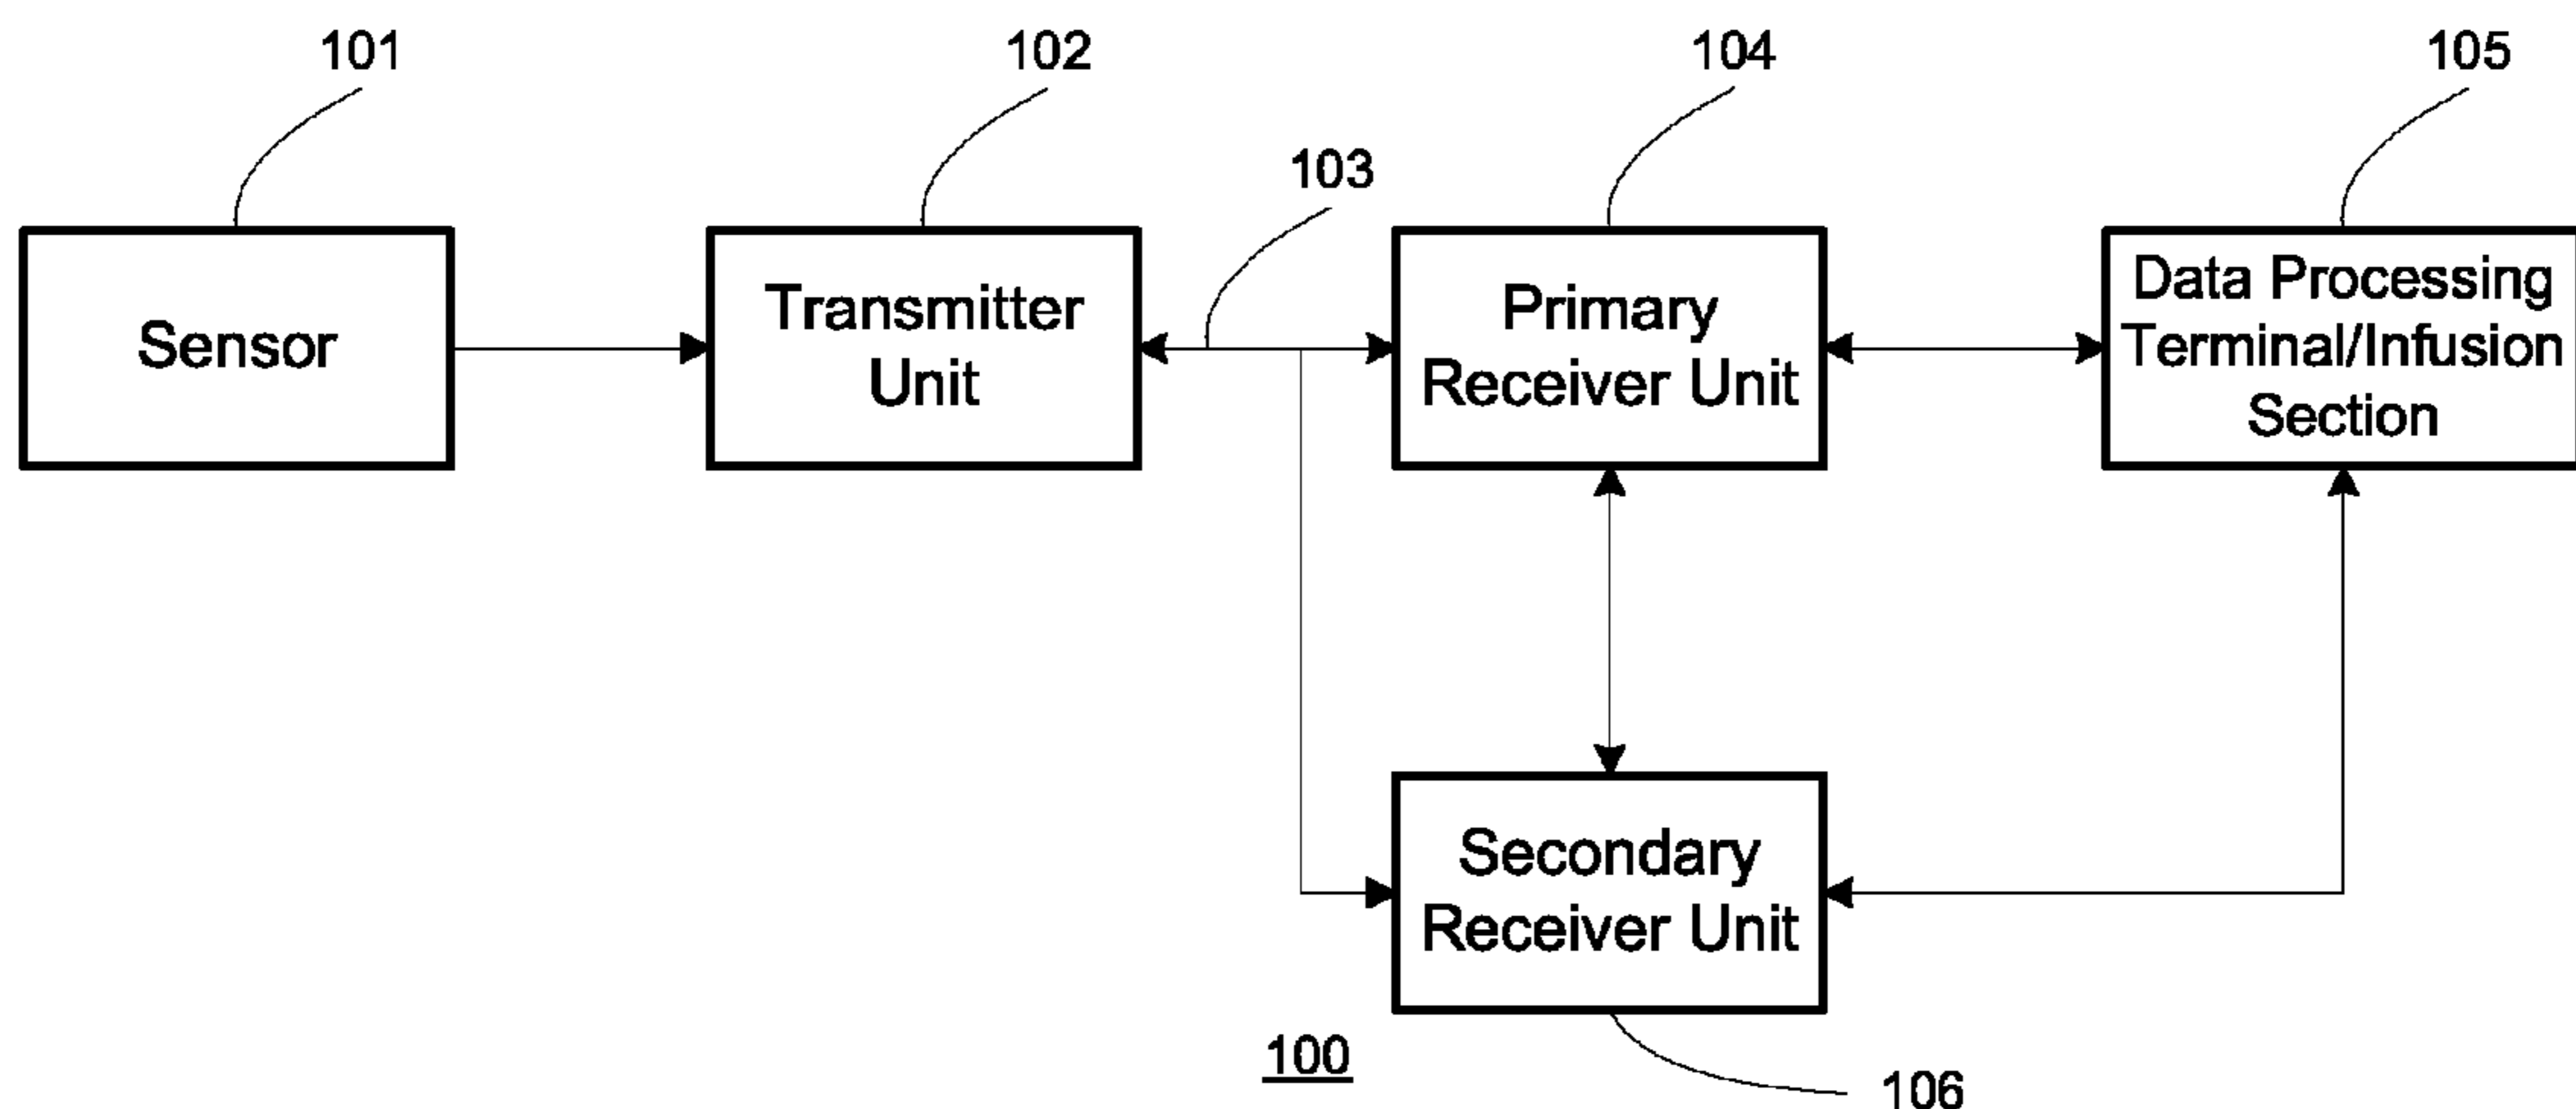 101
102
104
105
103
Sensor
Transmitter
Unit
Primary
Receiver Unit
Data Processing
Terminal/Infusion
Section
Secondary
Receiver Unit
100
106